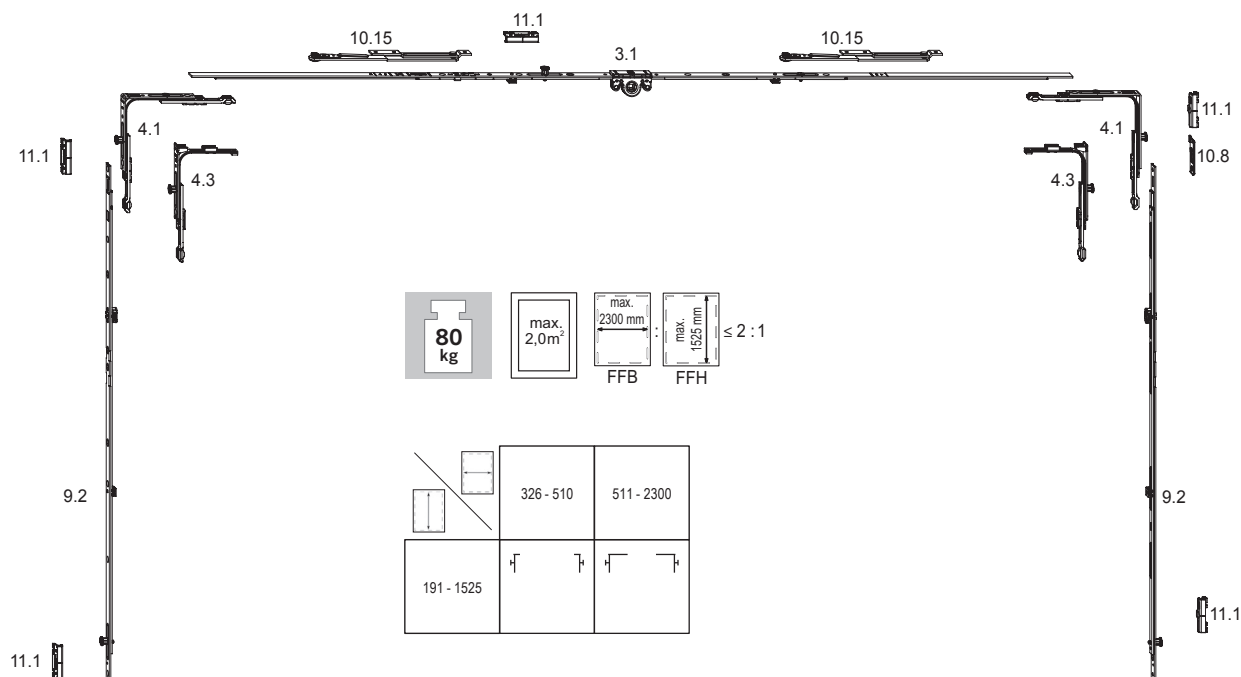 11.1
10.15
10.15
3.1
4.1
4.1
11.1
11.1
10.8
4.3
4.3
80
kg
max.
2,0m²
max.
2300 mm
FFB
:
max.
1525 mm
FFH
≤ 2 :1
9.2
9.2
326 - 510
511 - 2300
191 - 1525
11.1
11.1